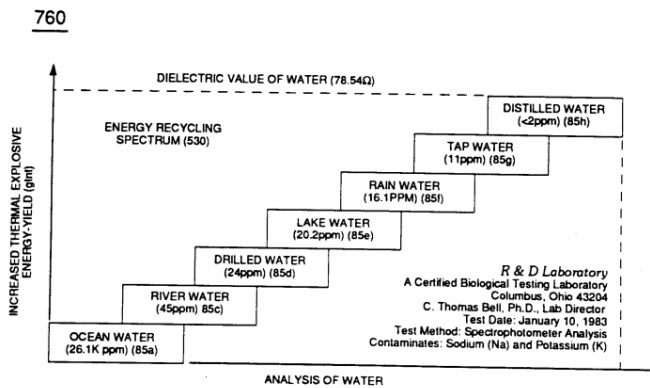 760
DIELECTRIC VALUE OF WATER (78.54Ω)
DISTILLED WATER
(<2ppm) (85h)
ENERGY RECYCLING
SPECTRUM (530)
TAP WATER
(11ppm) (85g)
RAIN WATER
(16.1PPM) (85f)
LAKE WATER
(20.2ppm) (85e)
DRILLED WATER
(24ppm) (85d)
RIVER WATER
(45ppm) 85c)
OCEAN WATER
(26.1K ppm) (85a)
INCREASED THERMAL EXPLOSIVE
ENERGY-YIELD (gtnt)
R & D Laboratory
A Certified Biological Testing Laboratory
Columbus, Ohio 43204
C. Thomas Bell, Ph.D., Lab Director
Test Date: January 10, 1983
Test Method: Spectrophotometer Analysis
Contaminates: Sodium (Na) and Potassium (K)
ANALYSIS OF WATER